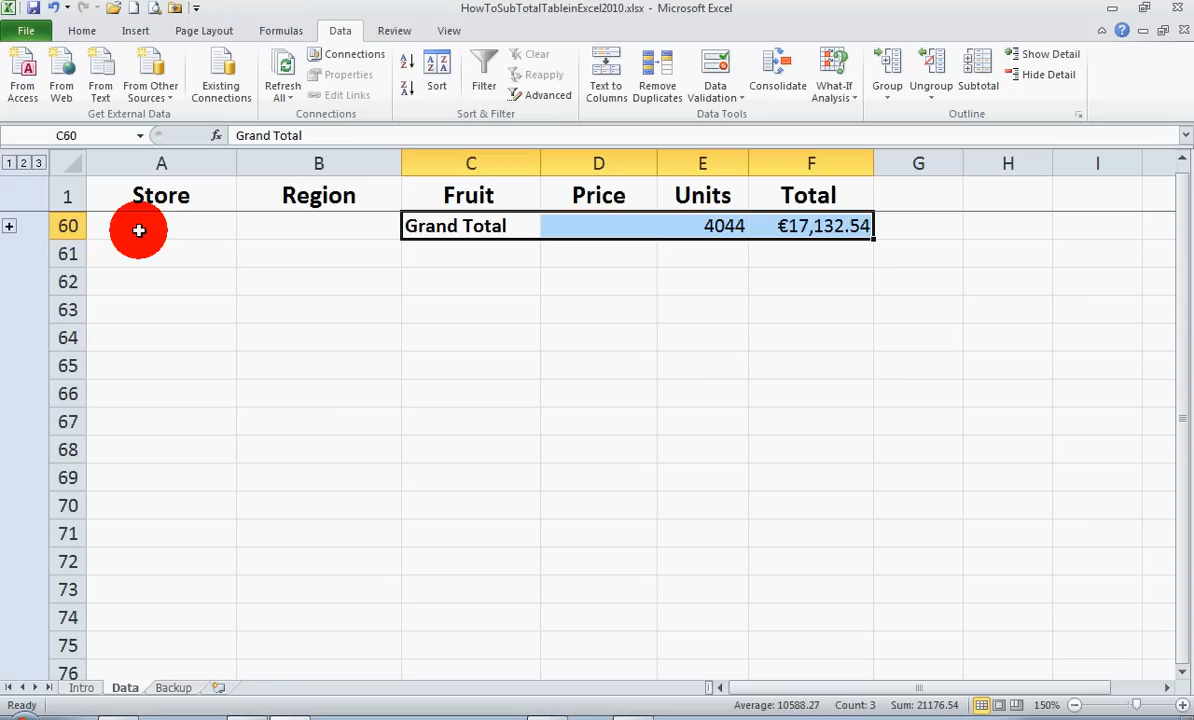 HowToSubTotalTableinExcel2010.xlsx - Microsoft Excel
File Home Insert Page Layout Formulas Data Review View
From Access
From Web
From Text
From Other Sources
Existing Connections
Get External Data
Refresh All
Connections
Properties
Edit Links
Connections
Sort
Filter
Clear
Reapply
Advanced
Sort & Filter
Text to Columns
Remove Duplicates
Data Validation
Consolidate
What-If Analysis
Data Tools
Group
Ungroup
Subtotal
Show Detail
Hide Detail
Outline
C60 fx Grand Total
1 2 3 A B C D E F G H I
1 Store Region Fruit Price Units Total
60 Grand Total 4044 €17,132.54
61
62
63
64
65
66
67
68
69
70
71
72
73
74
75
76
Intro Data Backup
Ready Average: 10588.27 Count: 3 Sum: 21176.54 150%